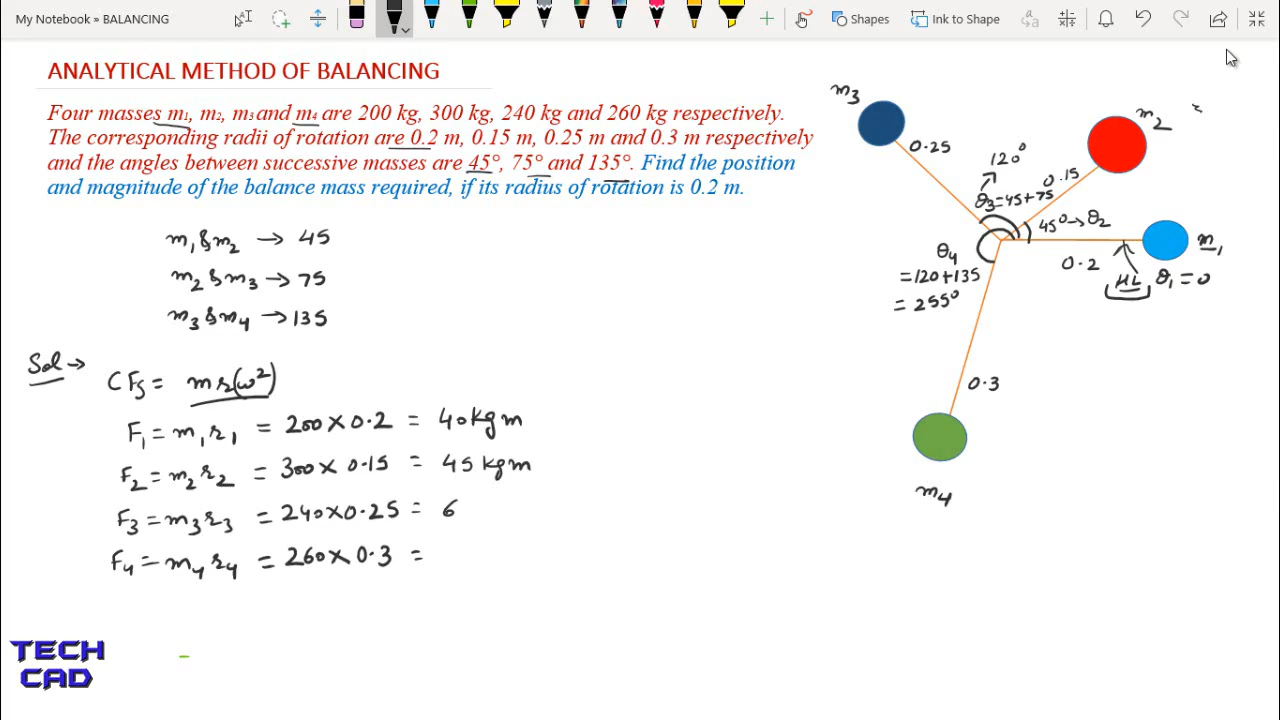 My Notebook » BALANCING
Shapes
Ink to Shape
ANALYTICAL METHOD OF BALANCING
Four masses m₁, m₂, m₃ and m₄ are 200 kg, 300 kg, 240 kg and 260 kg respectively.
The corresponding radii of rotation are 0.2 m, 0.15 m, 0.25 m and 0.3 m respectively
and the angles between successive masses are 45°, 75° and 135°. Find the position
and magnitude of the balance mass required, if its radius of rotation is 0.2 m.
m₁ & m₂ → 45
m₂ & m₃ → 75
m₃ & m₄ → 135
Sol →
CFs = mr(ω²)
F₁ = m₁r₁ = 200 × 0.2 = 40 kg m
F₂ = m₂r₂ = 300 × 0.15 = 45 kg m
F₃ = m₃r₃ = 240 × 0.25 = 6
F₄ = m₄r₄ = 260 × 0.3 =
m₃
m₂
0.25
120°
0.15
θ₃ = 45 + 75
45° → θ₂
m₁
0.2
HL
θ₁ = 0
θ₄
= 120 + 135
= 255°
0.3
m₄
TECH
CAD